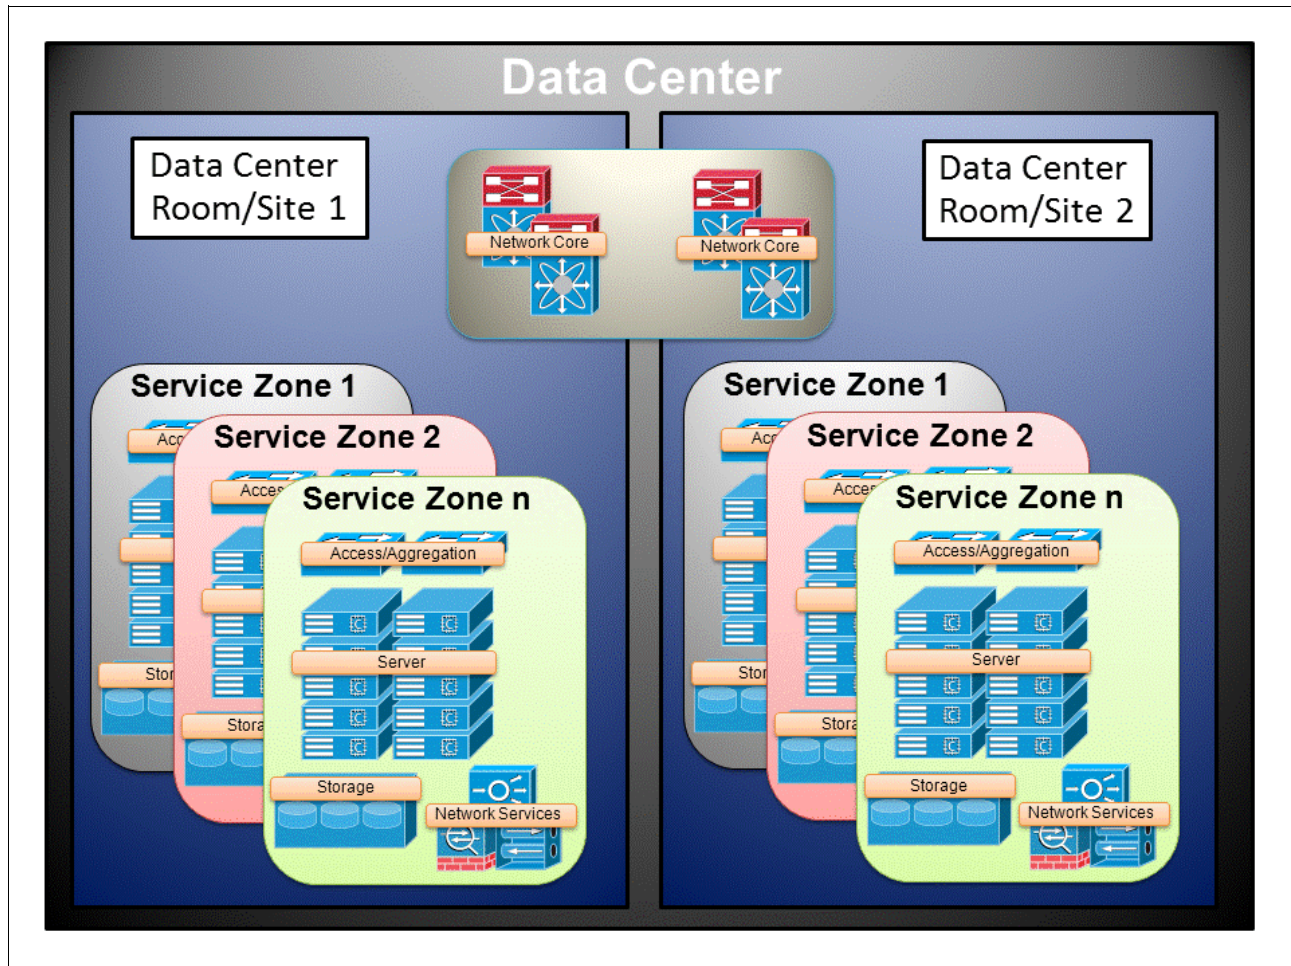 Data Center
Data Center
Room/Site 1
Data Center
Room/Site 2
Network Core
Network Core
Service Zone 1
Service Zone 2
Service Zone n
Access/Aggregation
Server
Storage
Network Services
Service Zone 1
Service Zone 2
Service Zone n
Access/Aggregation
Server
Storage
Network Services